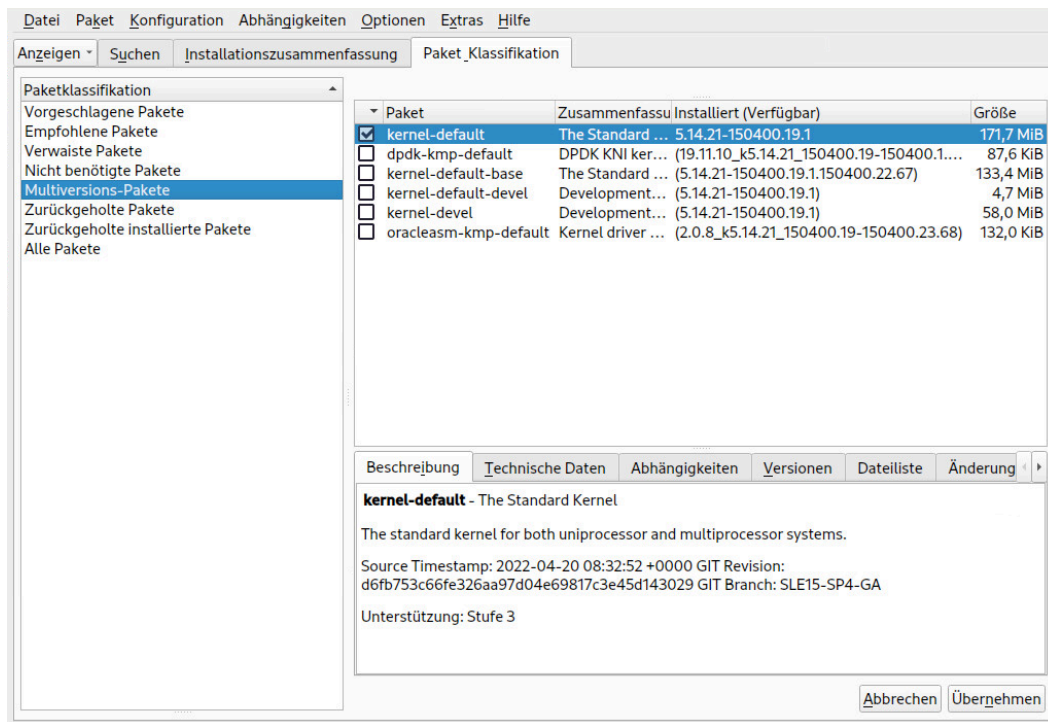 Datei Paket Konfiguration Abhängigkeiten Optionen Extras Hilfe
Anzeigen Suchen Installationszusammenfassung Paket_Klassifikation
Paketklassifikation
Vorgeschlagene Pakete
Empfohlene Pakete
Verwaiste Pakete
Nicht benötigte Pakete
Multiversions-Pakete
Zurückgeholte Pakete
Zurückgeholte installierte Pakete
Alle Pakete
Paket Zusammenfassu Installiert (Verfügbar) Größe
kernel-default The Standard ... 5.14.21-150400.19.1 171,7 MiB
dpdk-kmp-default DPDK KNI ker... (19.11.10_k5.14.21_150400.19-150400.1.... 87,6 KiB
kernel-default-base The Standard ... (5.14.21-150400.19.1.150400.22.67) 133,4 MiB
kernel-default-devel Development... (5.14.21-150400.19.1) 4,7 MiB
kernel-devel Development... (5.14.21-150400.19.1) 58,0 MiB
oracleasm-kmp-default Kernel driver ... (2.0.8_k5.14.21_150400.19-150400.23.68) 132,0 KiB
Beschreibung Technische Daten Abhängigkeiten Versionen Dateiliste Änderung
kernel-default - The Standard Kernel
The standard kernel for both uniprocessor and multiprocessor systems.
Source Timestamp: 2022-04-20 08:32:52 +0000 GIT Revision:
d6fb753c66fe326aa97d04e69817c3e45d143029 GIT Branch: SLE15-SP4-GA
Unterstützung: Stufe 3
Abbrechen Übernehmen